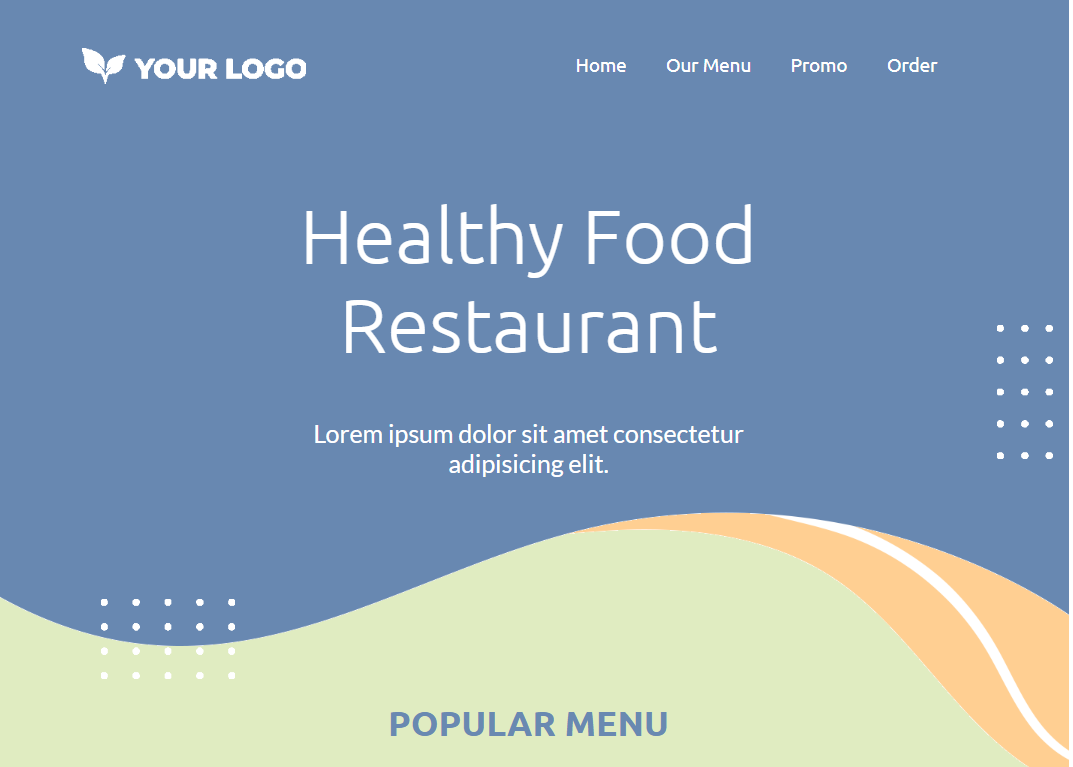 YOUR LOGO
Home Our Menu Promo Order
Healthy Food
Restaurant
Lorem ipsum dolor sit amet consectetur
adipisicing elit.
POPULAR MENU